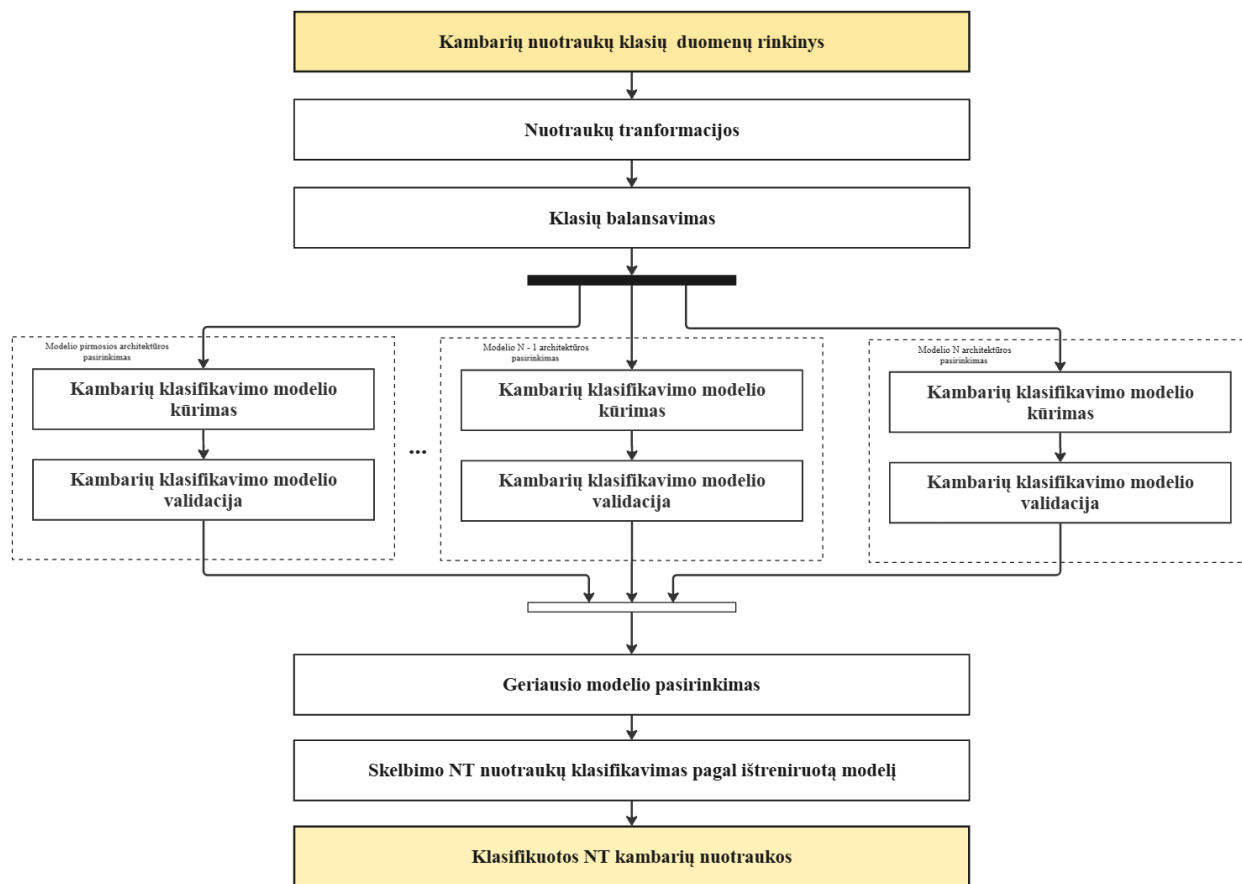 Kambarių nuotraukų klasių duomenų rinkinys
Nuotraukų tranformacijos
Klasių balansavimas
Modelio pirmosios architektūros
pasirinkimas
Kambarių klasifikavimo modelio
kūrimas
Kambarių klasifikavimo modelio
validacija
...
Modelio N - 1 architektūros
pasirinkimas
Kambarių klasifikavimo modelio
kūrimas
Kambarių klasifikavimo modelio
validacija
Modelio N architektūros
pasirinkimas
Kambarių klasifikavimo modelio
kūrimas
Kambarių klasifikavimo modelio
validacija
Geriausio modelio pasirinkimas
Skelbimo NT nuotraukų klasifikavimas pagal ištreniruotą modelį
Klasifikuotos NT kambarių nuotraukos